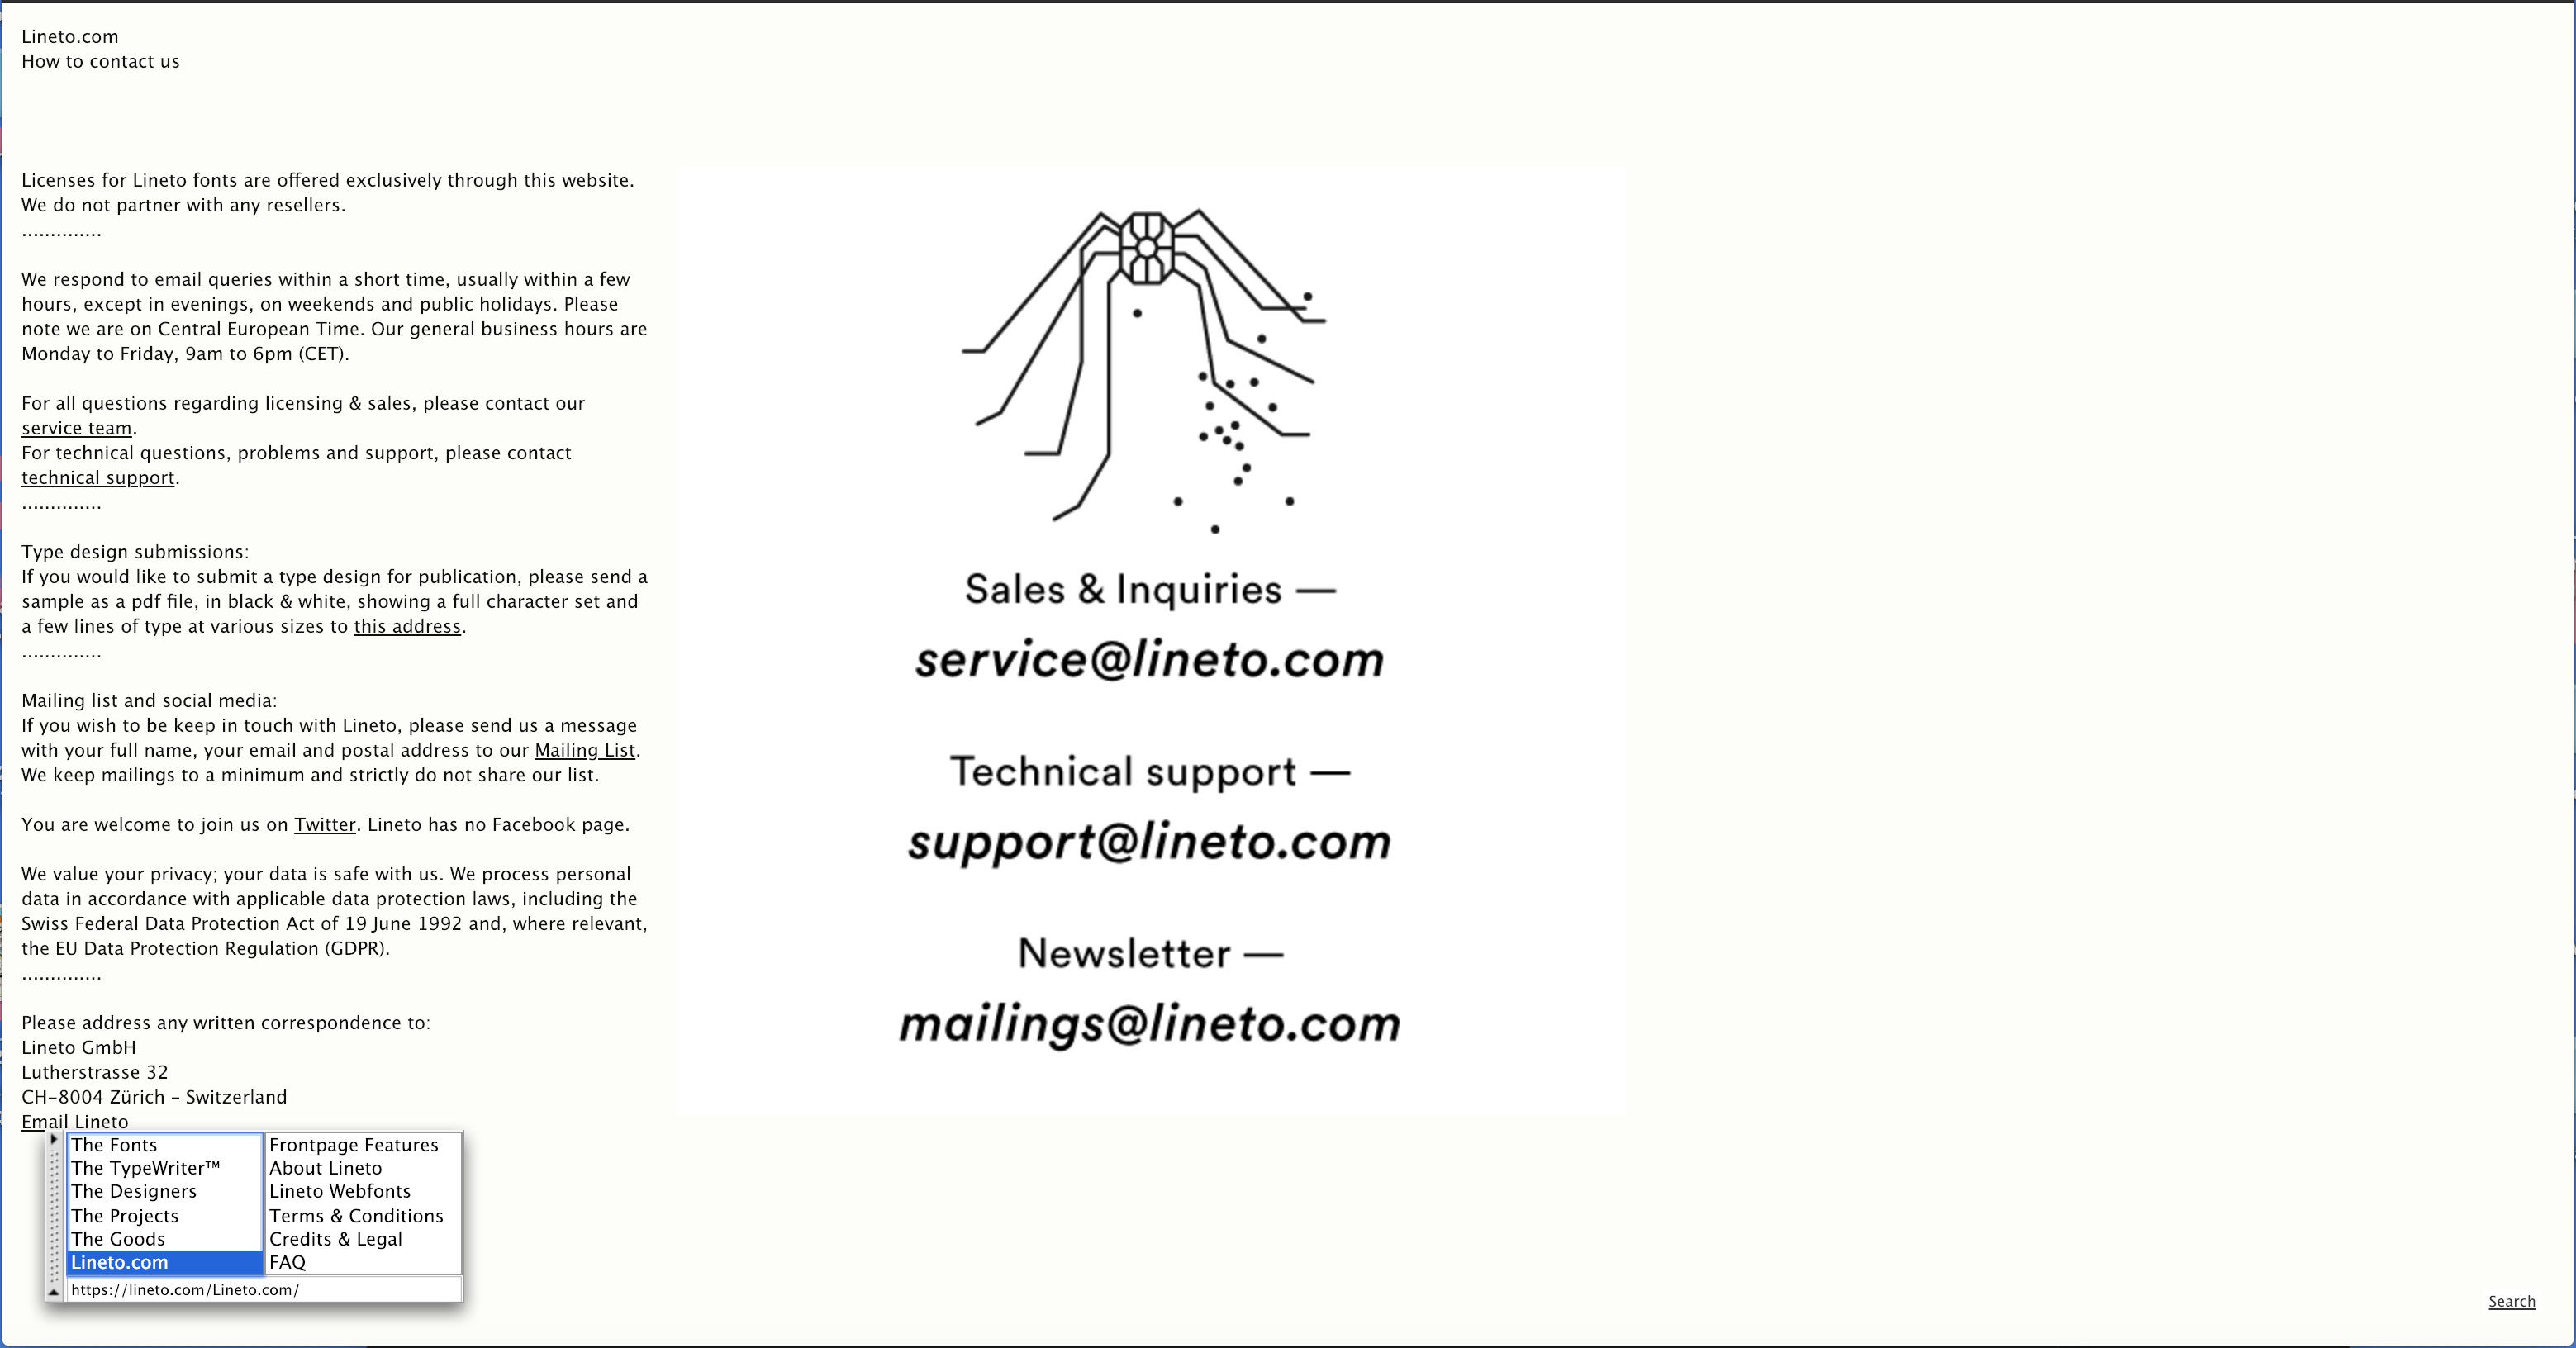 Lineto.com
How to contact us
Licenses for Lineto fonts are offered exclusively through this website.
We do not partner with any resellers.
..............
We respond to email queries within a short time, usually within a few
hours, except in evenings, on weekends and public holidays. Please
note we are on Central European Time. Our general business hours are
Monday to Friday, 9am to 6pm (CET).
For all questions regarding licensing & sales, please contact our
service team.
For technical questions, problems and support, please contact
technical support.
..............
Type design submissions:
If you would like to submit a type design for publication, please send a
sample as a pdf file, in black & white, showing a full character set and
a few lines of type at various sizes to this address.
..............
Mailing list and social media:
If you wish to be keep in touch with Lineto, please send us a message
with your full name, your email and postal address to our Mailing List.
We keep mailings to a minimum and strictly do not share our list.
You are welcome to join us on Twitter. Lineto has no Facebook page.
We value your privacy; your data is safe with us. We process personal
data in accordance with applicable data protection laws, including the
Swiss Federal Data Protection Act of 19 June 1992 and, where relevant,
the EU Data Protection Regulation (GDPR).
..............
Please address any written correspondence to:
Lineto GmbH
Lutherstrasse 32
CH-8004 Zürich – Switzerland
Email Lineto
Sales & Inquiries —
service@lineto.com
Technical support —
support@lineto.com
Newsletter —
mailings@lineto.com
The Fonts
The TypeWriter™
The Designers
The Projects
The Goods
Lineto.com
Frontpage Features
About Lineto
Lineto Webfonts
Terms & Conditions
Credits & Legal
FAQ
https://lineto.com/Lineto.com/
Search